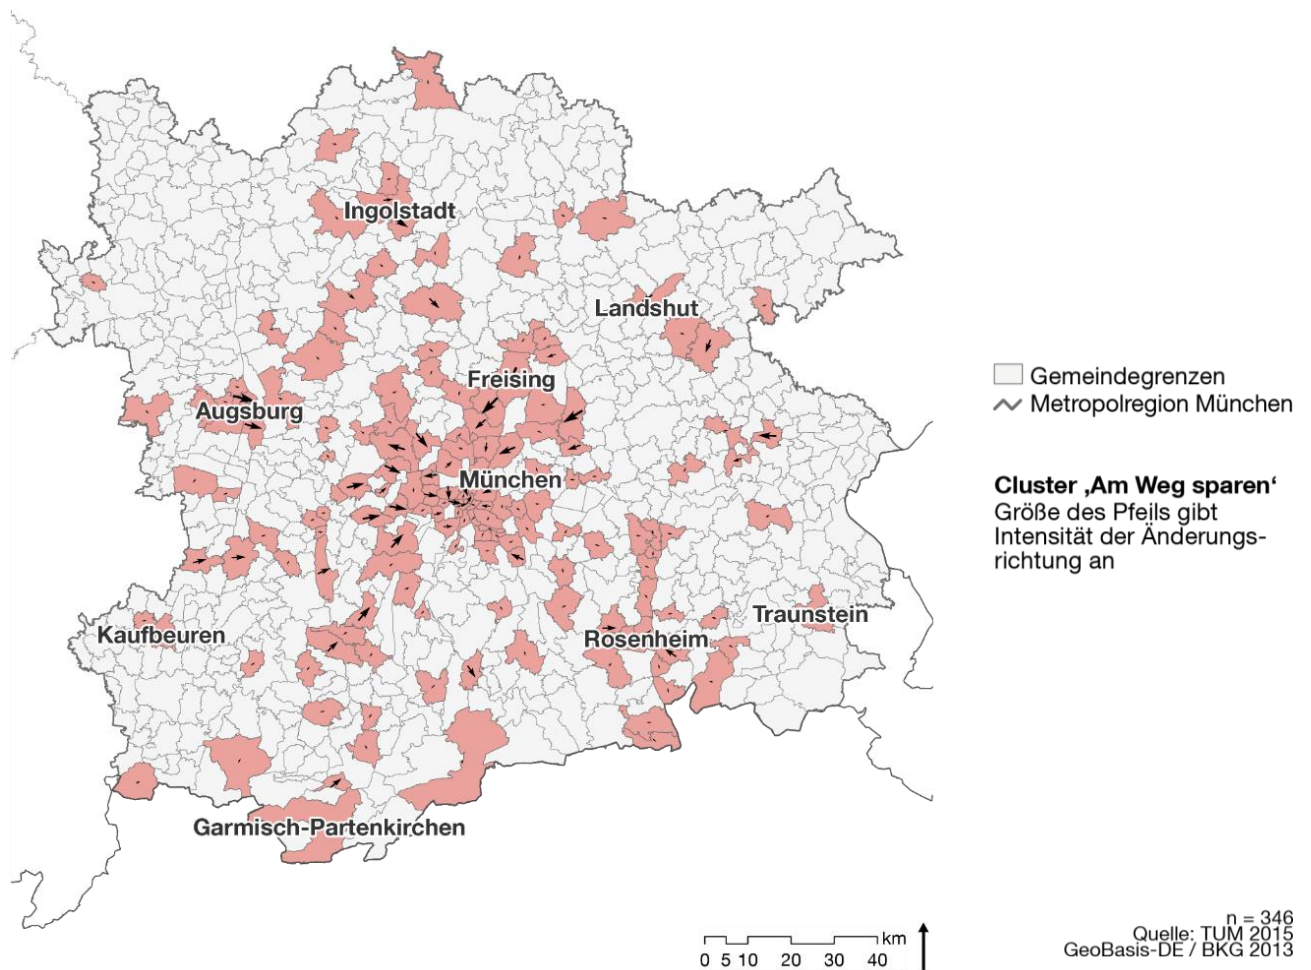 Ingolstadt
Landshut
Freising
Augsburg
München
Kaufbeuren
Rosenheim
Traunstein
Garmisch-Partenkirchen
Gemeindegrenzen
Metropolregion München
Cluster ‚Am Weg sparen‘
Größe des Pfeils gibt
Intensität der Änderungs-
richtung an
km
0 5 10 20 30 40
n = 346
Quelle: TUM 2015
GeoBasis-DE / BKG 2013